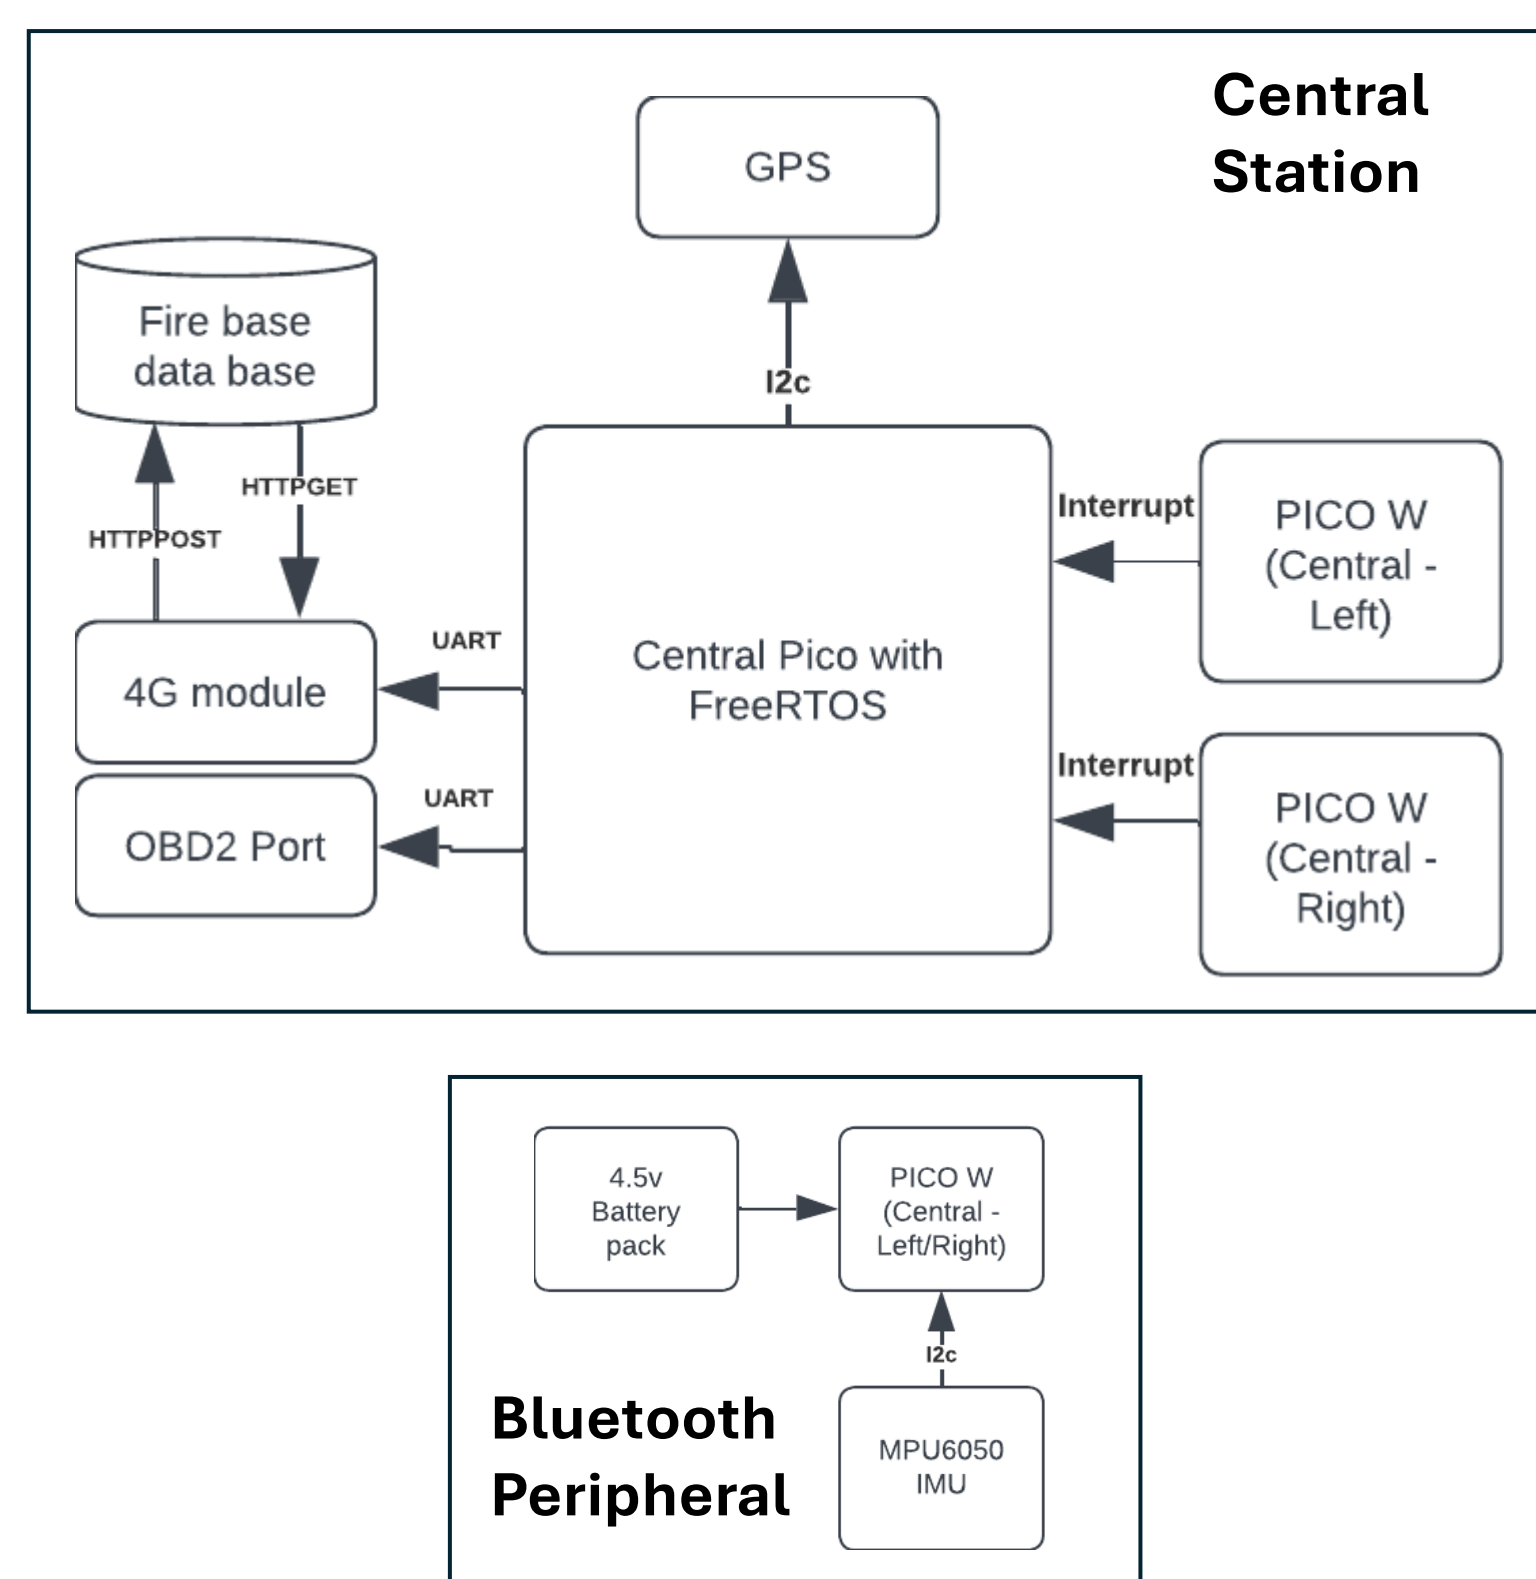 Central
Station
GPS
I2c
Fire base
data base
HTTPGET
HTTPPOST
4G module
UART
OBD2 Port
UART
Central Pico with
FreeRTOS
Interrupt
PICO W
(Central -
Left)
Interrupt
PICO W
(Central -
Right)
4.5v
Battery
pack
PICO W
(Central -
Left/Right)
I2c
MPU6050
IMU
Bluetooth
Peripheral